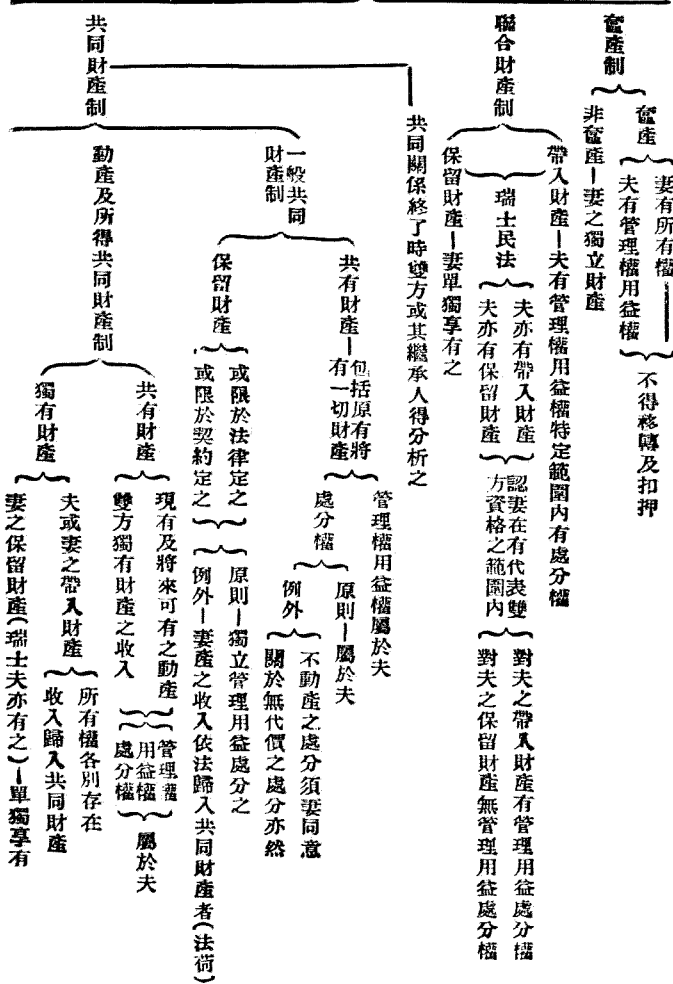 奩產制
奩產
妻有所有權
夫有管理權用益權
不得移轉及扣押
非奩產—妻之獨立財產
聯合財產制
帶入財產—夫有管理權用益權特定範圍內有處分權
瑞士民法
夫亦有帶入財產
夫亦有保留財產
認妻在有代表雙
方資格之範圍內
對夫之帶入財產有管理用益處分權
對夫之保留財產無管理用益處分權
保留財產—妻單獨享有之
共同財產制
共同關係終了時雙方或其繼承人得分析之
一般共同
財產制
共有財產—包括原有將
有一切財產
管理權用益權屬於夫
處分權
原則—屬於夫
例外
不動產之處分須妻同意
關於無代價之處分亦然
保留財產
或限於法律定之
或限於契約定之
原則—獨立管理用益處分之
例外—妻產之收入依法歸入共同財產者(法荷)
動產及所得共同財產制
共有財產
現有及將來可有之動產
雙方獨有財產之收入
管理權
用益權
處分權
屬於夫
獨有財產
夫或妻之帶入財產
所有權各別存在
收入歸入共同財產
妻之保留財產(瑞士夫亦有之)—單獨享有